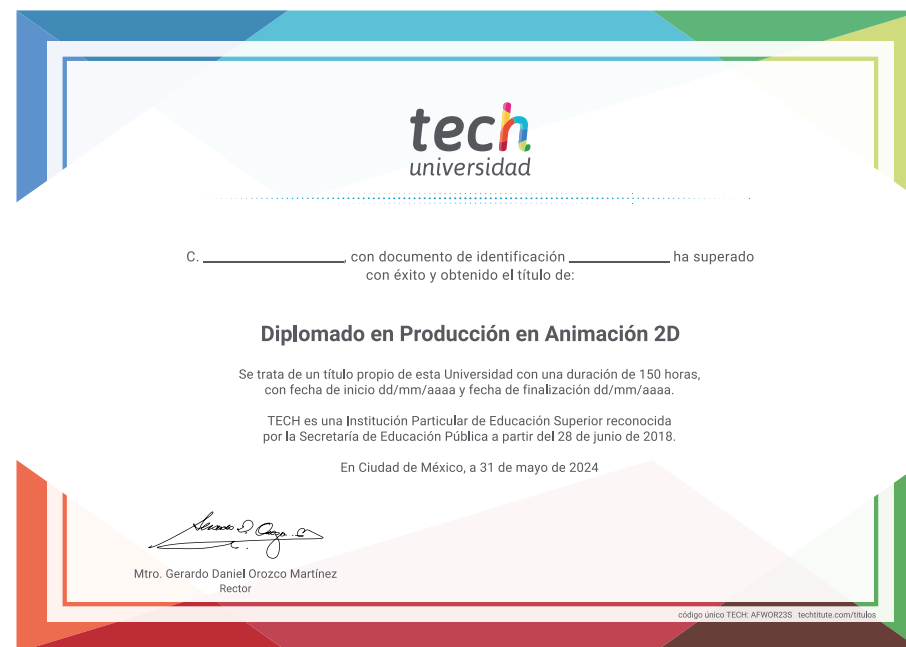 tech
universidad
C. ____________, con documento de identificación ____________ ha superado
con éxito y obtenido el título de:
Diplomado en Producción en Animación 2D
Se trata de un título propio de esta Universidad con una duración de 150 horas,
con fecha de inicio dd/mm/aaaa y fecha de finalización dd/mm/aaaa.
TECH es una Institución Particular de Educación Superior reconocida
por la Secretaría de Educación Pública a partir del 28 de junio de 2018.
En Ciudad de México, a 31 de mayo de 2024
Mtro. Gerardo Daniel Orozco Martínez
Rector
código único TECH: AFWOR23S techtitute.com/titulos